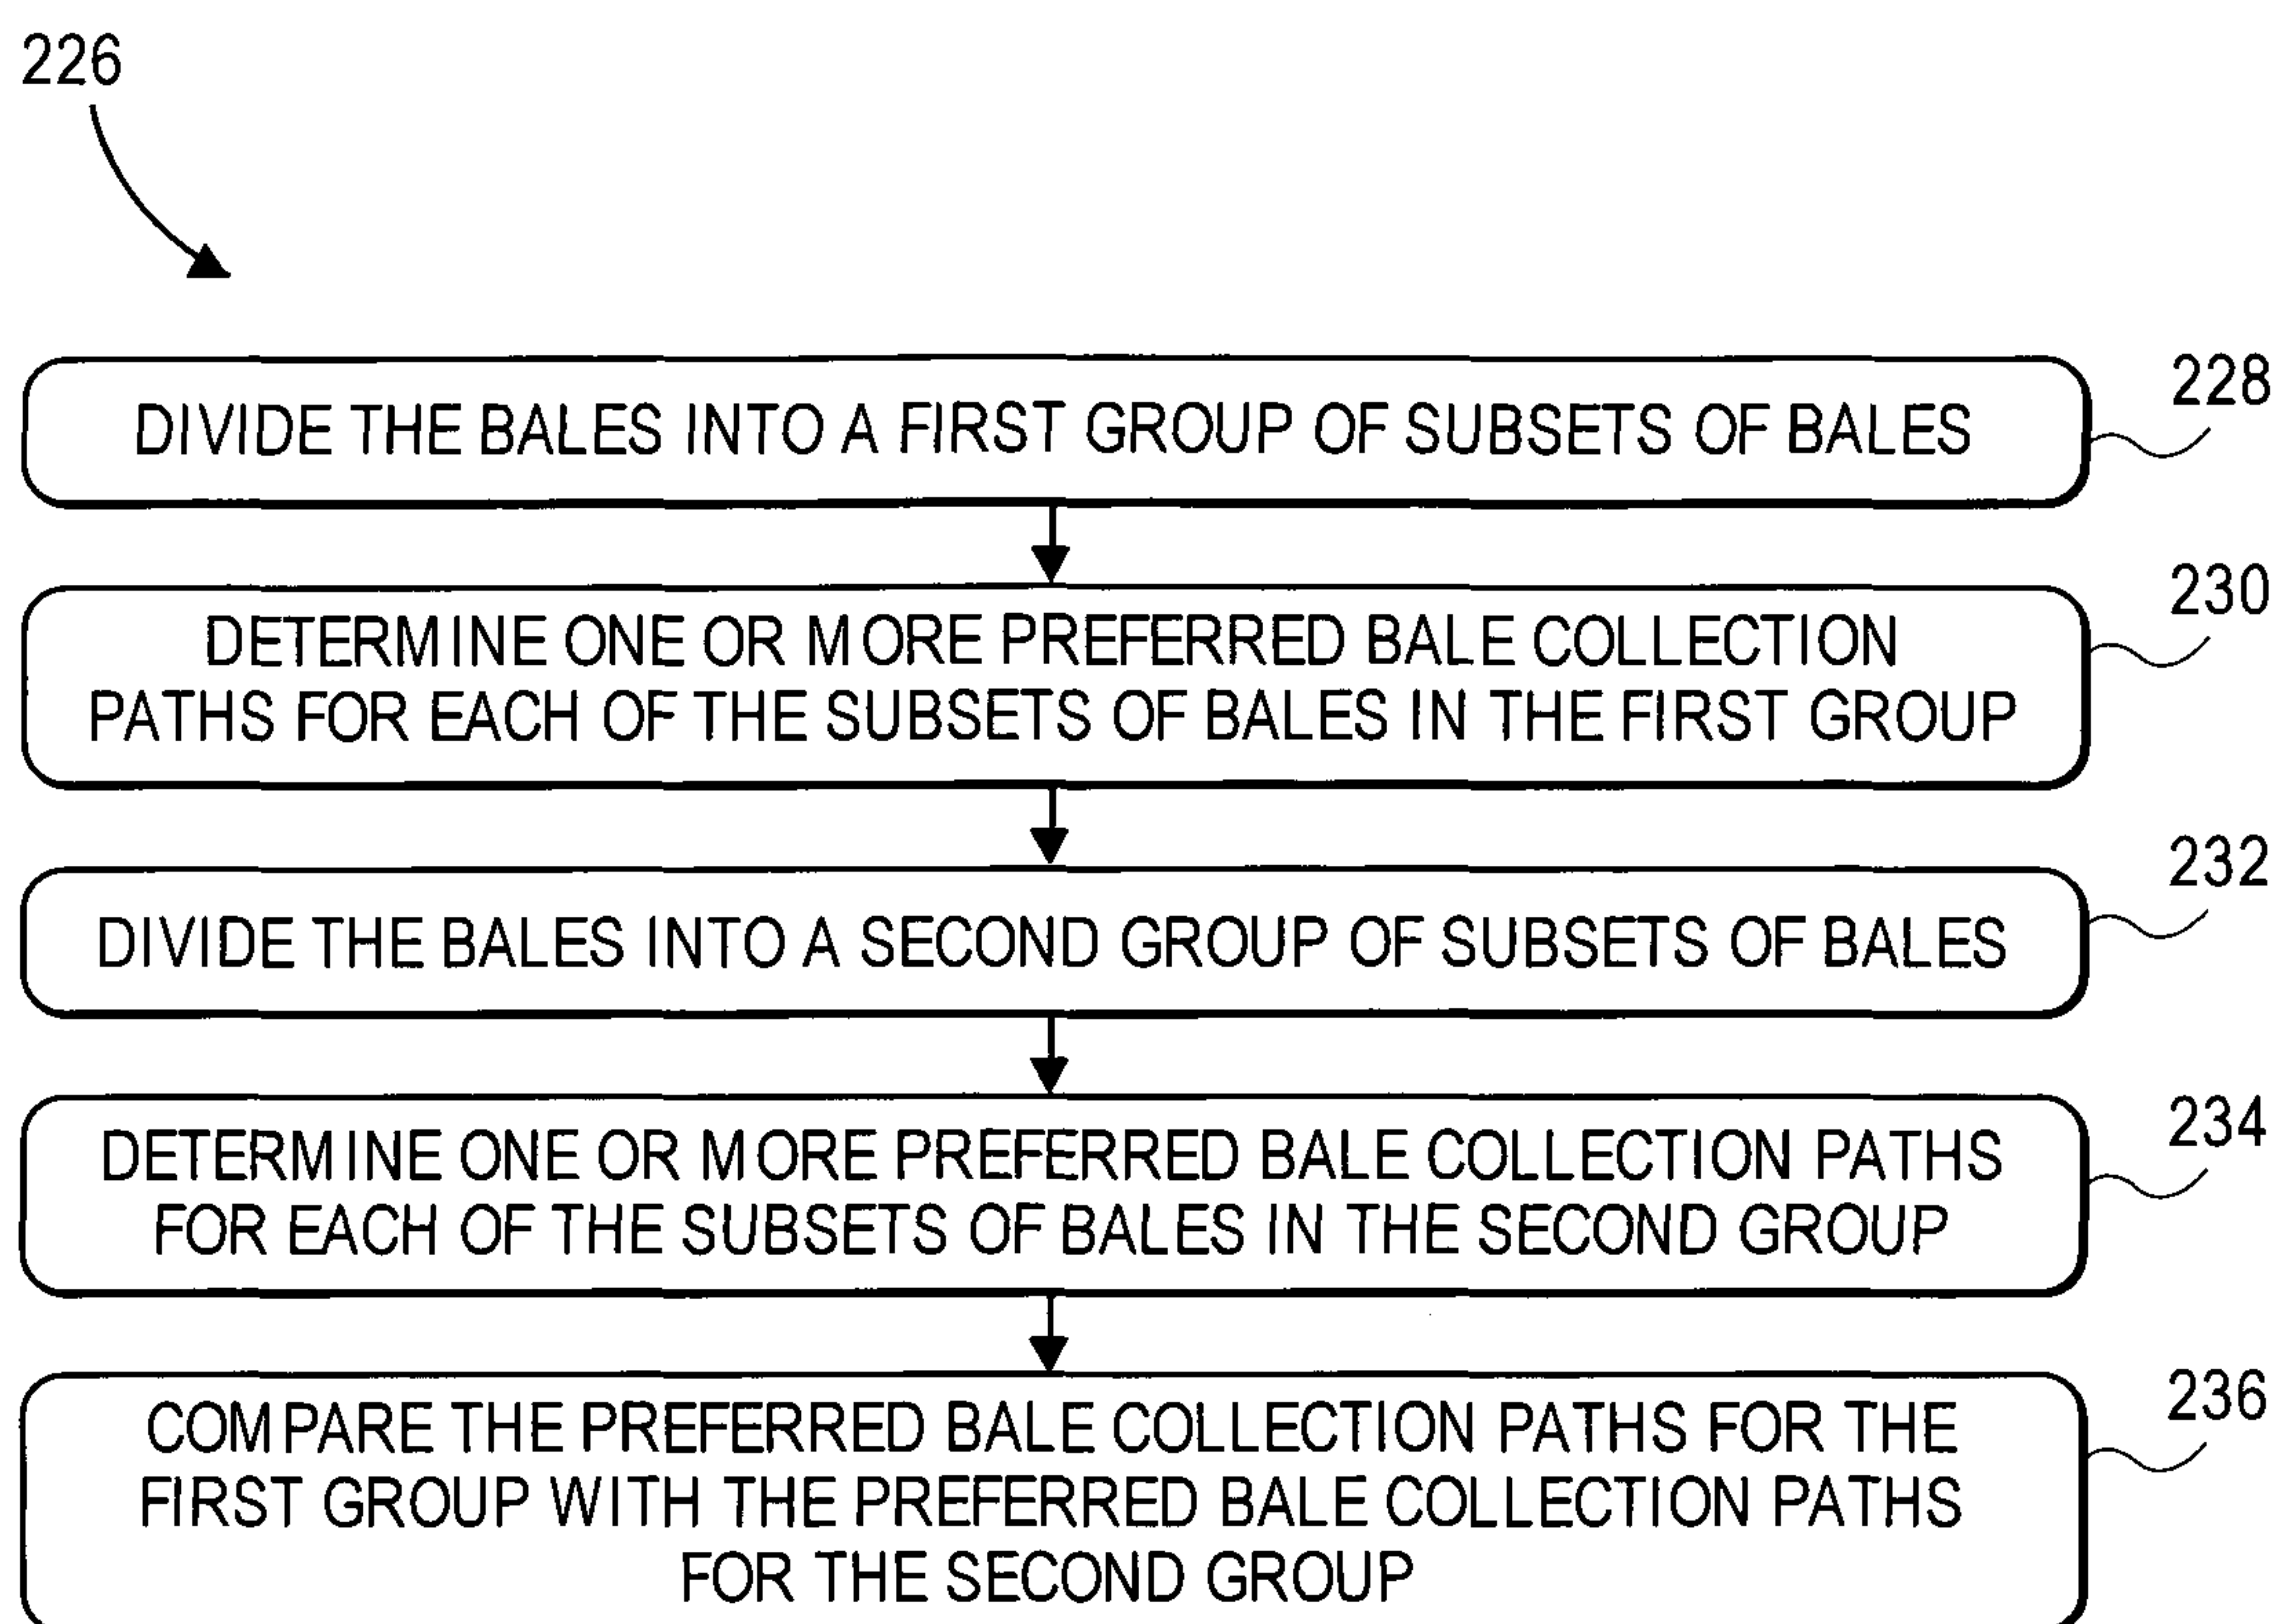 226
DIVIDE THE BALES INTO A FIRST GROUP OF SUBSETS OF BALES
228
DETERMINE ONE OR MORE PREFERRED BALE COLLECTION
PATHS FOR EACH OF THE SUBSETS OF BALES IN THE FIRST GROUP
230
DIVIDE THE BALES INTO A SECOND GROUP OF SUBSETS OF BALES
232
DETERMINE ONE OR MORE PREFERRED BALE COLLECTION PATHS
FOR EACH OF THE SUBSETS OF BALES IN THE SECOND GROUP
234
COMPARE THE PREFERRED BALE COLLECTION PATHS FOR THE
FIRST GROUP WITH THE PREFERRED BALE COLLECTION PATHS
FOR THE SECOND GROUP
236